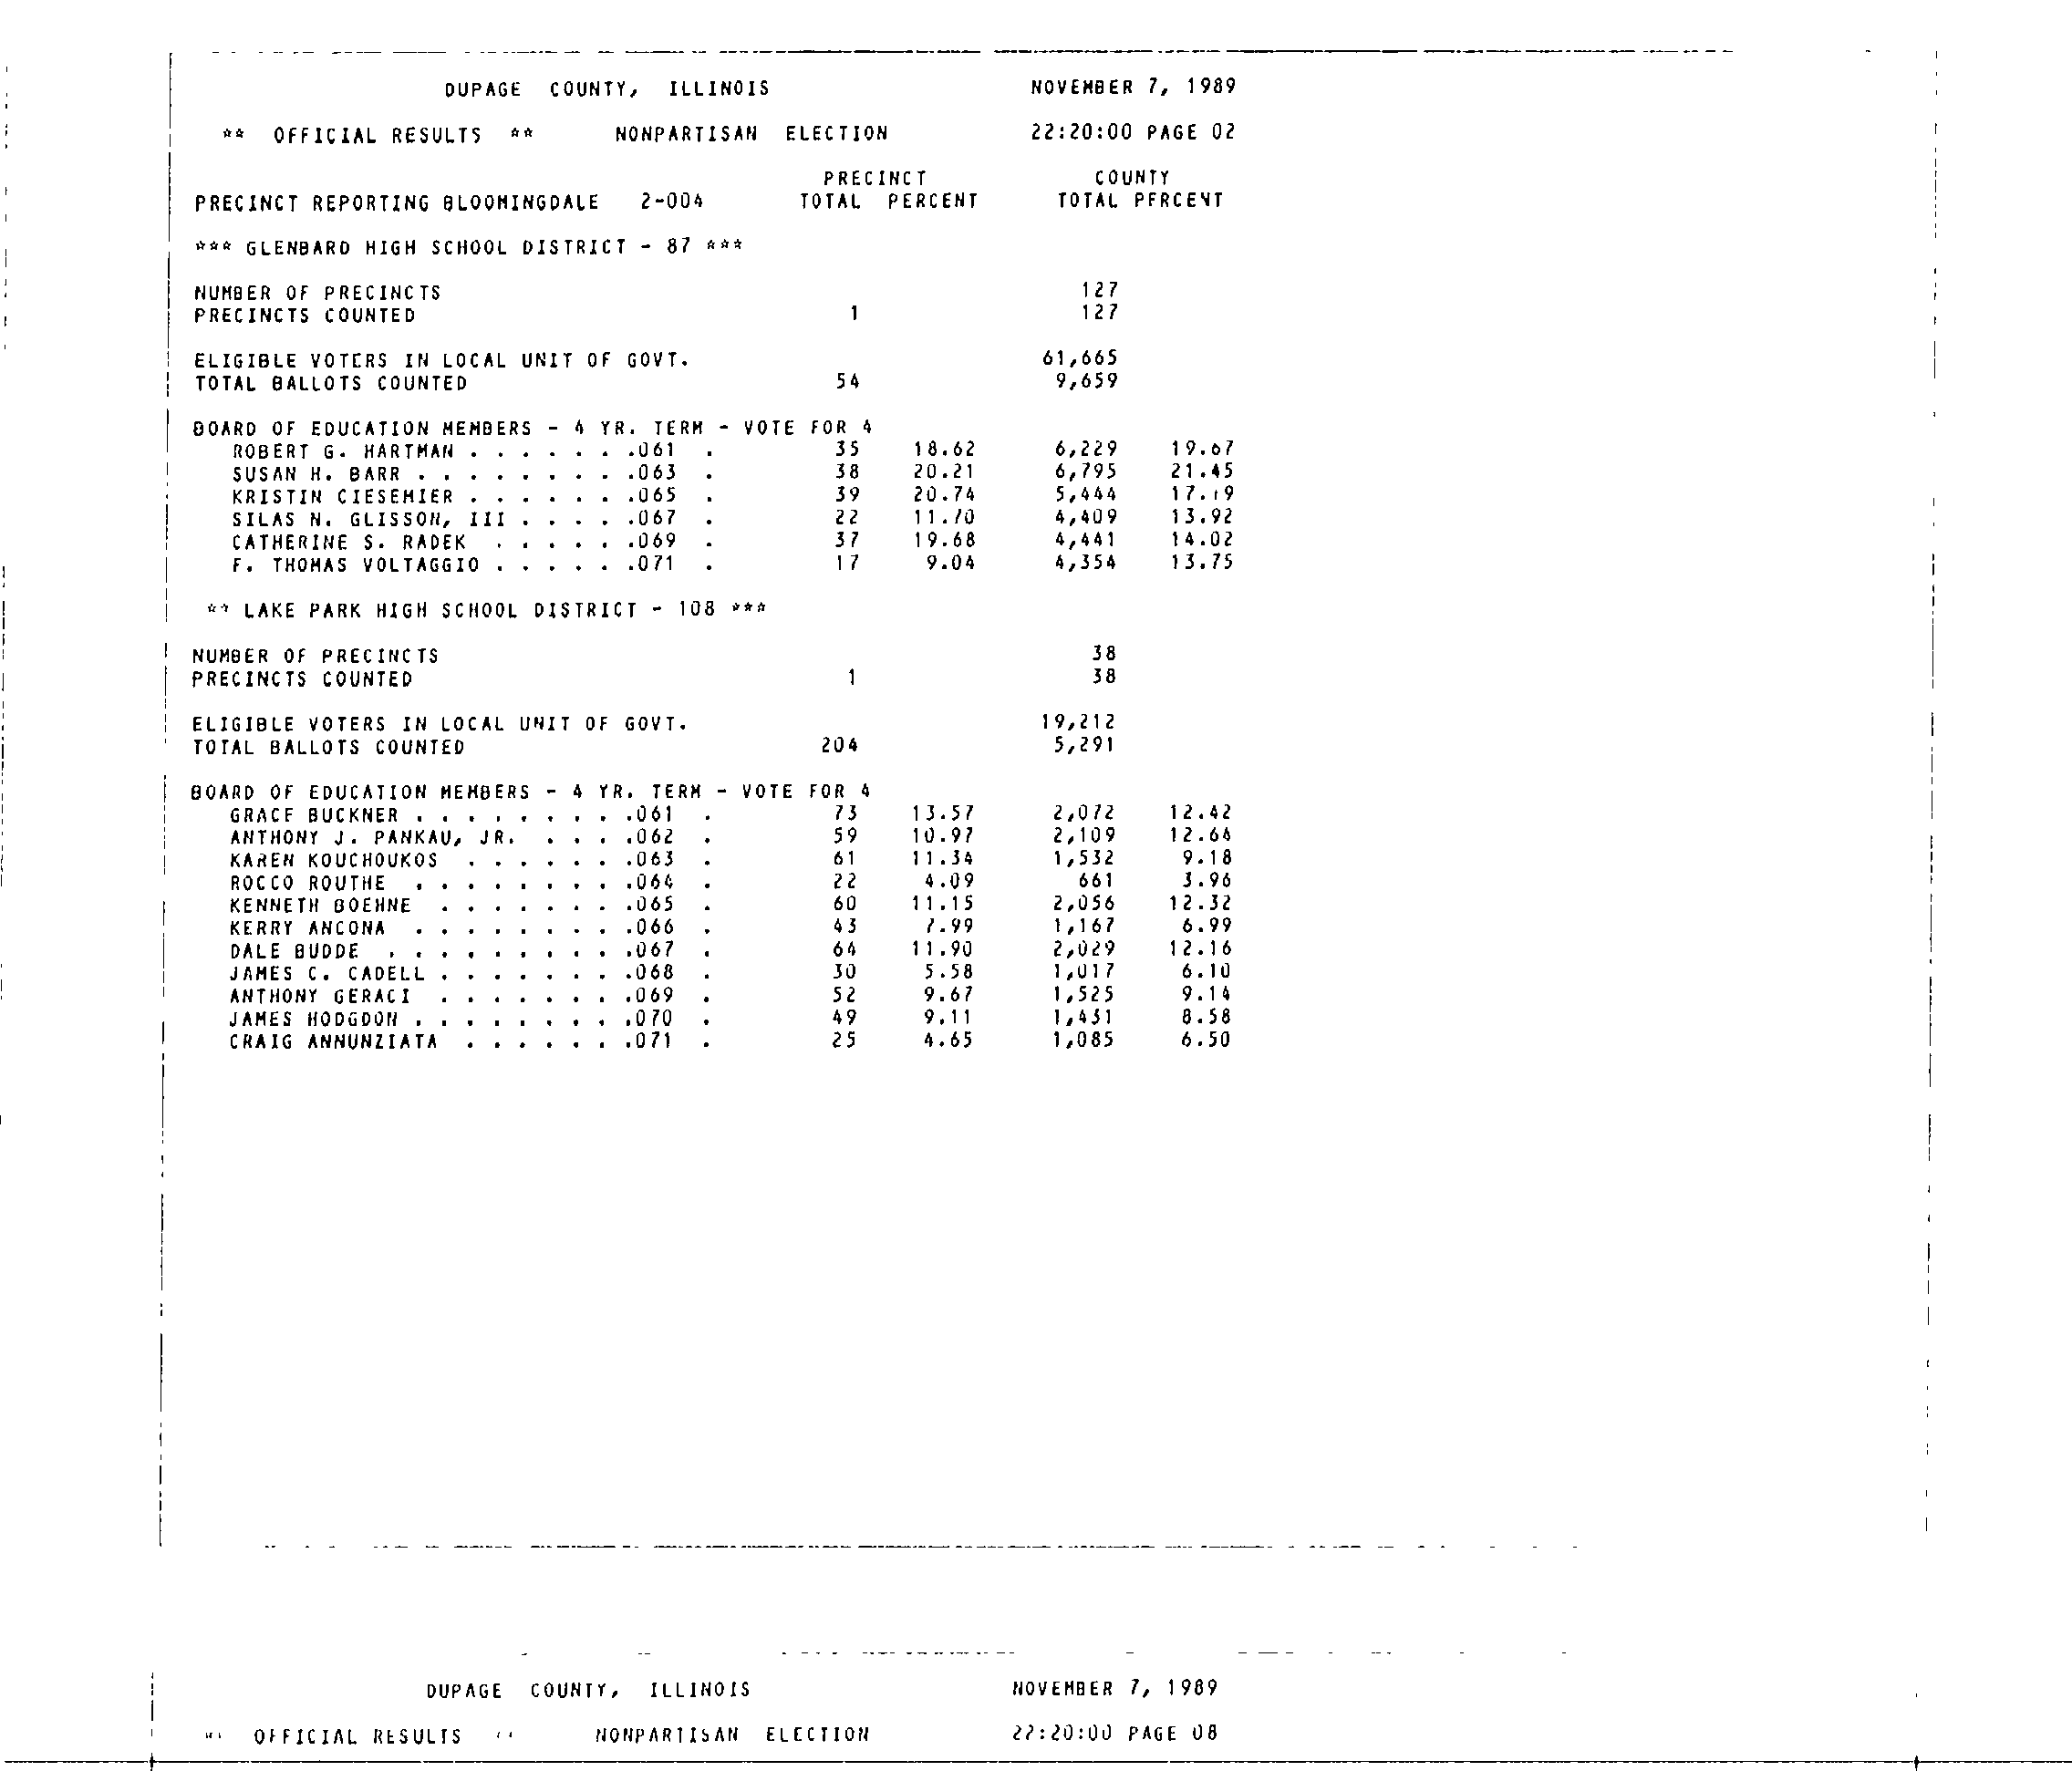 DUPAGE COUNTY, ILLINOIS NOVEMBER 7, 1989
** OFFICIAL RESULTS ** NONPARTISAN ELECTION 22:20:00 PAGE 02
PRECINCT COUNTY
PRECINCT REPORTING BLOOMINGDALE 2-004 TOTAL PERCENT TOTAL PERCENT
*** GLENBARD HIGH SCHOOL DISTRICT - 87 ***
NUMBER OF PRECINCTS 127
PRECINCTS COUNTED 1 127
ELIGIBLE VOTERS IN LOCAL UNIT OF GOVT. 61,665
TOTAL BALLOTS COUNTED 54 9,659
BOARD OF EDUCATION MEMBERS - 4 YR. TERM - VOTE FOR 4
ROBERT G. HARTMAN . . . . . . .061 . 35 18.62 6,229 19.67
SUSAN H. BARR . . . . . . . . .063 . 38 20.21 6,795 21.45
KRISTIN CIESEMIER . . . . . . .065 . 39 20.74 5,444 17.19
SILAS N. GLISSON, III . . . . .067 . 22 11.70 4,409 13.92
CATHERINE S. RADEK . . . . . .069 . 37 19.68 4,441 14.02
F. THOMAS VOLTAGGIO . . . . . .071 . 17 9.04 4,354 13.75
** LAKE PARK HIGH SCHOOL DISTRICT - 108 ***
NUMBER OF PRECINCTS 38
PRECINCTS COUNTED 1 38
ELIGIBLE VOTERS IN LOCAL UNIT OF GOVT. 19,212
TOTAL BALLOTS COUNTED 204 5,291
BOARD OF EDUCATION MEMBERS - 4 YR. TERM - VOTE FOR 4
GRACE BUCKNER . . . . . . . . .061 . 73 13.57 2,072 12.42
ANTHONY J. PANKAU, JR. . . . .062 . 59 10.97 2,109 12.64
KAREN KOUCHOUKOS . . . . . . .063 . 61 11.34 1,532 9.18
ROCCO ROUTHE . . . . . . . . .064 . 22 4.09 661 3.96
KENNETH BOEHNE . . . . . . . .065 . 60 11.15 2,056 12.32
KERRY ANCONA . . . . . . . . .066 . 43 7.99 1,167 6.99
DALE BUDDE . . . . . . . . . .067 . 64 11.90 2,029 12.16
JAMES C. CADELL . . . . . . . .068 . 30 5.58 1,017 6.10
ANTHONY GERACI . . . . . . . .069 . 52 9.67 1,525 9.14
JAMES HODGDON . . . . . . . . .070 . 49 9.11 1,431 8.58
CRAIG ANNUNZIATA . . . . . . .071 . 25 4.65 1,085 6.50
DUPAGE COUNTY, ILLINOIS NOVEMBER 7, 1989
OFFICIAL RESULTS NONPARTISAN ELECTION 22:20:00 PAGE 08